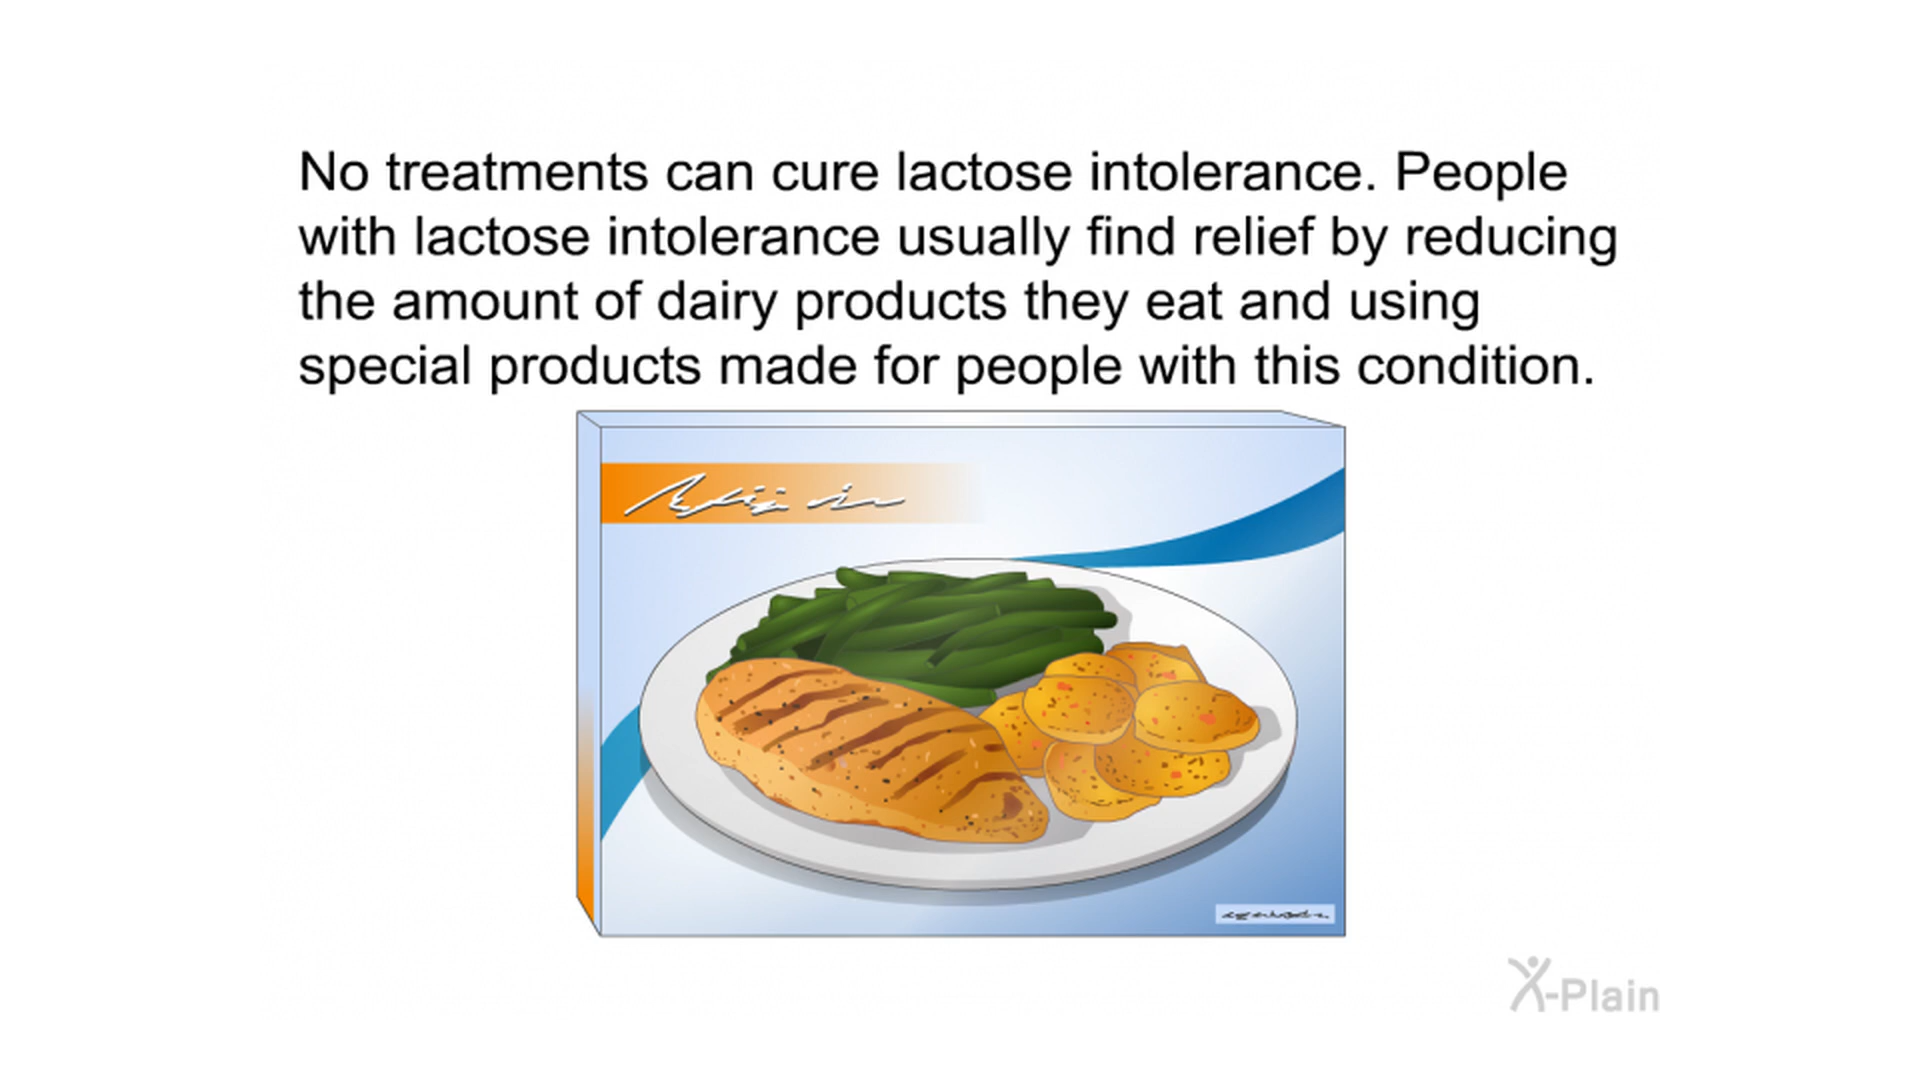 No treatments can cure lactose intolerance. People
with lactose intolerance usually find relief by reducing
the amount of dairy products they eat and using
special products made for people with this condition.
X-Plain